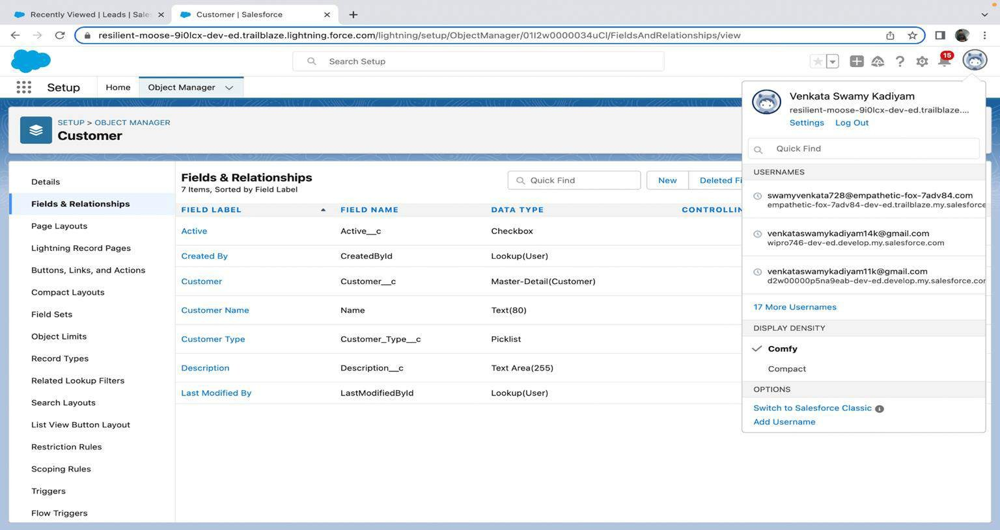 Recently Viewed | Leads | Sale
Customer | Salesforce
resilient-moose-9i0lcx-dev-ed.trailblaze.lightning.force.com/lightning/setup/ObjectManager/01I2w0000034uCl/FieldsAndRelationships/view
Search Setup
15
Setup
Home
Object Manager
SETUP > OBJECT MANAGER
Customer
Details
Fields & Relationships
Page Layouts
Lightning Record Pages
Buttons, Links, and Actions
Compact Layouts
Field Sets
Object Limits
Record Types
Related Lookup Filters
Search Layouts
List View Button Layout
Restriction Rules
Scoping Rules
Triggers
Flow Triggers
Fields & Relationships
7 Items, Sorted by Field Label
Quick Find
New
Deleted Fi
FIELD LABEL FIELD NAME DATA TYPE CONTROLLIN
Active Active__c Checkbox
Created By CreatedById Lookup(User)
Customer Customer__c Master-Detail(Customer)
Customer Name Name Text(80)
Customer Type Customer_Type__c Picklist
Description Description__c Text Area(255)
Last Modified By LastModifiedById Lookup(User)
Venkata Swamy Kadiyam
resilient-moose-9i0lcx-dev-ed.trailblaze....
Settings Log Out
Quick Find
USERNAMES
swamyvenkata728@empathetic-fox-7adv84.com
empathetic-fox-7adv84-dev-ed.trailblaze.my.salesforce
venkataswamykadiyam14k@gmail.com
wipro746-dev-ed.develop.my.salesforce.com
venkataswamykadiyam11k@gmail.com
d2w00000p5na9eab-dev-ed.develop.my.salesforce.com
17 More Usernames
DISPLAY DENSITY
Comfy
Compact
OPTIONS
Switch to Salesforce Classic
Add Username